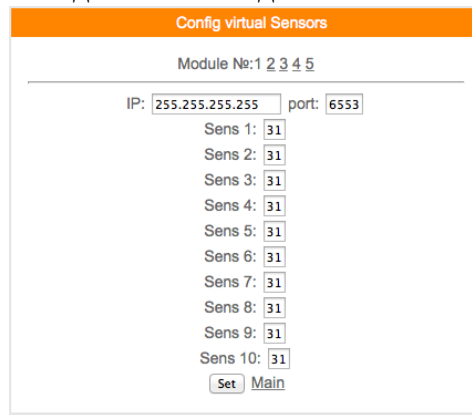 Config virtual Sensors
Module №:1 2 3 4 5
IP: 255.255.255.255 port: 6553
Sens 1: 31
Sens 2: 31
Sens 3: 31
Sens 4: 31
Sens 5: 31
Sens 6: 31
Sens 7: 31
Sens 8: 31
Sens 9: 31
Sens 10: 31
Set Main